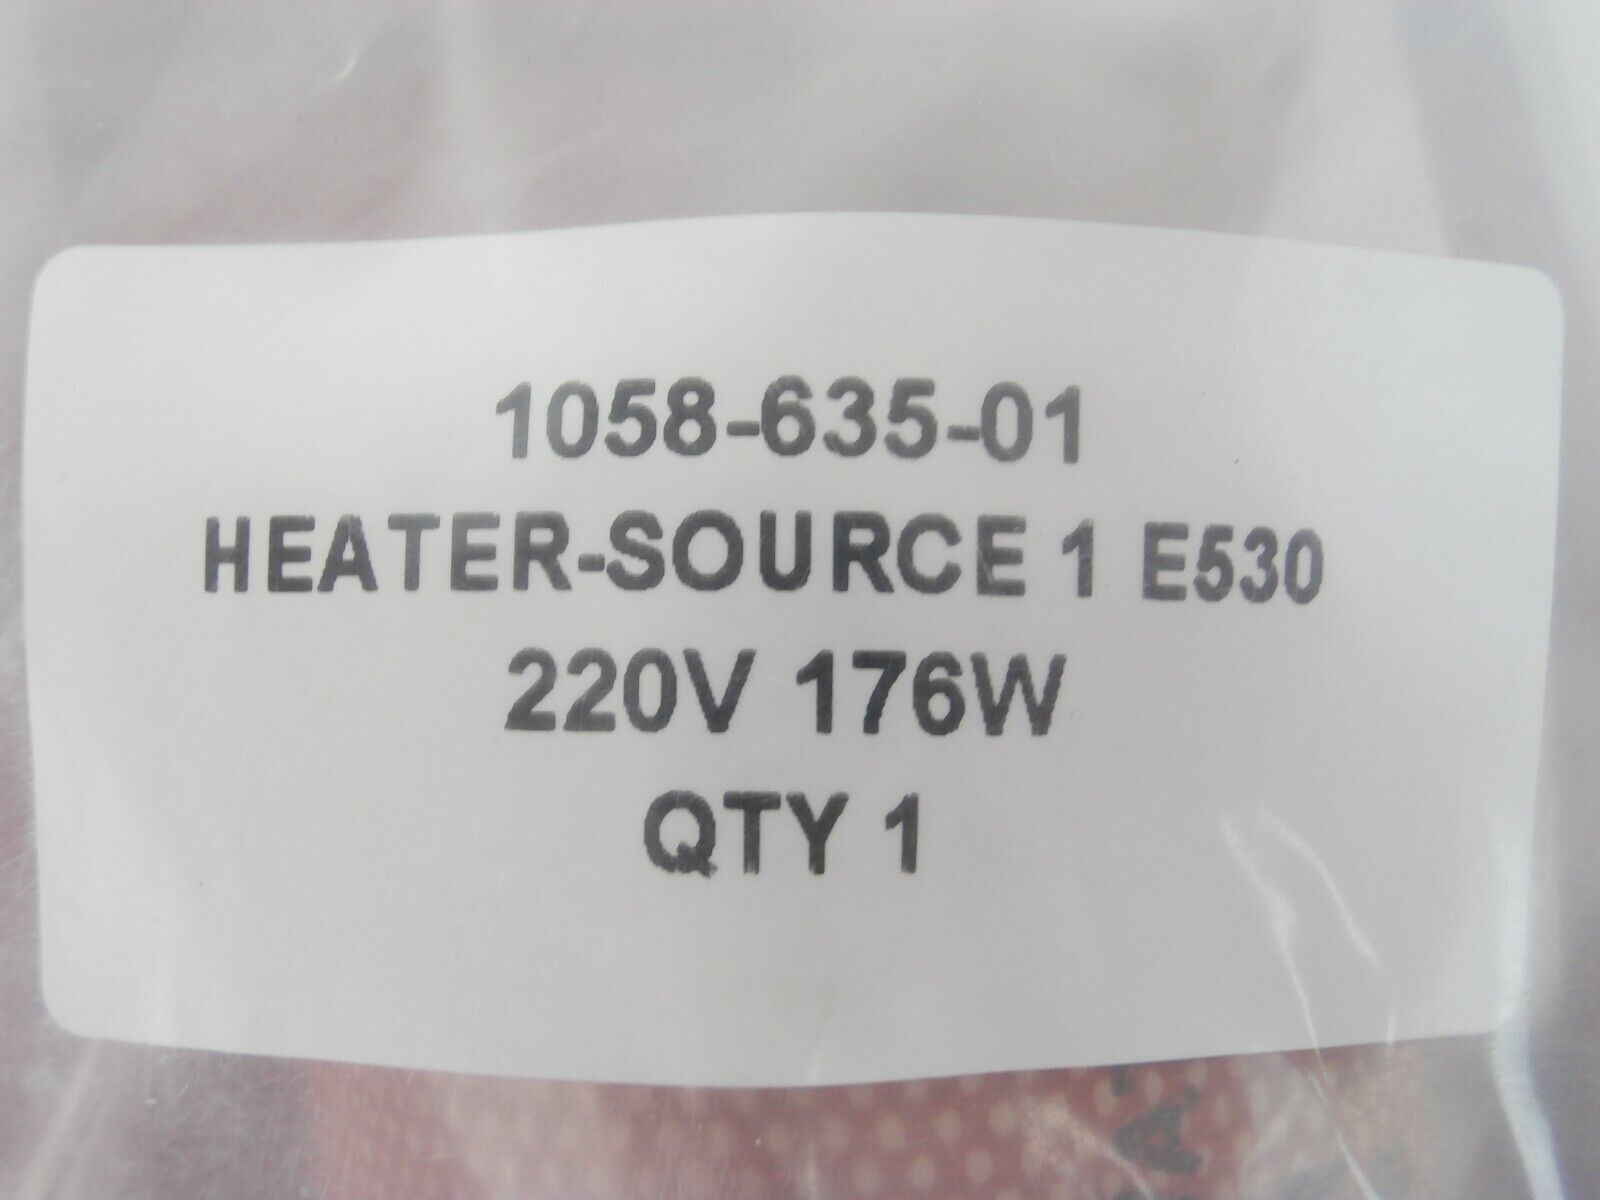 1058-635-01
HEATER-SOURCE 1 E530
220V 176W
QTY 1